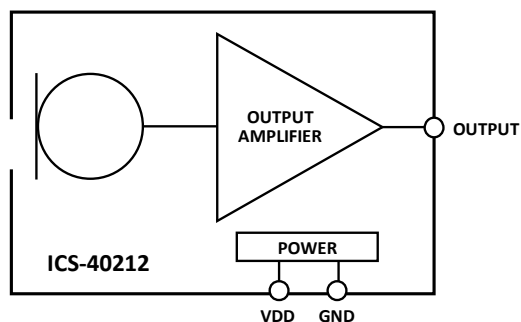 OUTPUT
AMPLIFIER
OUTPUT
POWER
ICS-40212
VDD GND